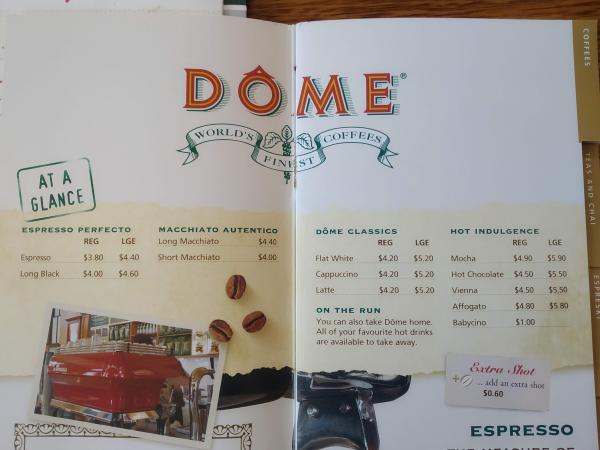 DÔME®
WORLD'S FINEST COFFEES
AT A
GLANCE
ESPRESSO PERFECTO
REG LGE
Espresso $3.80 $4.40
Long Black $4.00 $4.60
MACCHIATO AUTENTICO
Long Macchiato $4.40
Short Macchiato $4.00
DÔME CLASSICS
REG LGE
Flat White $4.20 $5.20
Cappuccino $4.20 $5.20
Latte $4.20 $5.20
ON THE RUN
You can also take Dôme home.
All of your favourite hot drinks
are available to take away.
HOT INDULGENCE
REG LGE
Mocha $4.90 $5.90
Hot Chocolate $4.50 $5.50
Vienna $4.50 $5.50
Affogato $4.80 $5.80
Babycino $1.00
Extra Shot
+ ... add an extra shot
$0.60
ESPRESSO
THE MEASURE OF
COFFEES
TEAS AND CHAI